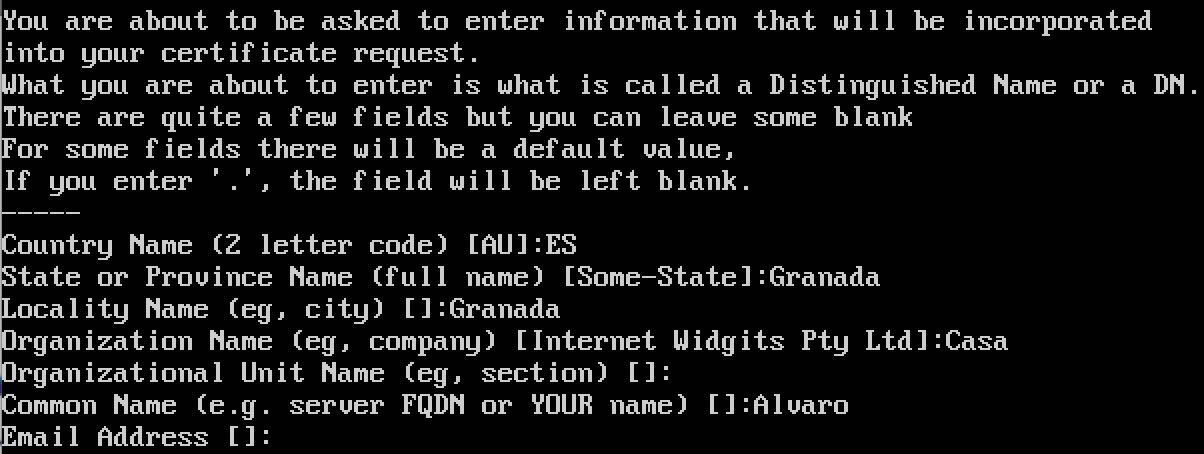 You are about to be asked to enter information that will be incorporated
into your certificate request.
What you are about to enter is what is called a Distinguished Name or a DN.
There are quite a few fields but you can leave some blank
For some fields there will be a default value,
If you enter '.', the field will be left blank.
-----
Country Name (2 letter code) [AU]:ES
State or Province Name (full name) [Some-State]:Granada
Locality Name (eg, city) []:Granada
Organization Name (eg, company) [Internet Widgits Pty Ltd]:Casa
Organizational Unit Name (eg, section) []:
Common Name (e.g. server FQDN or YOUR name) []:Alvaro
Email Address []: